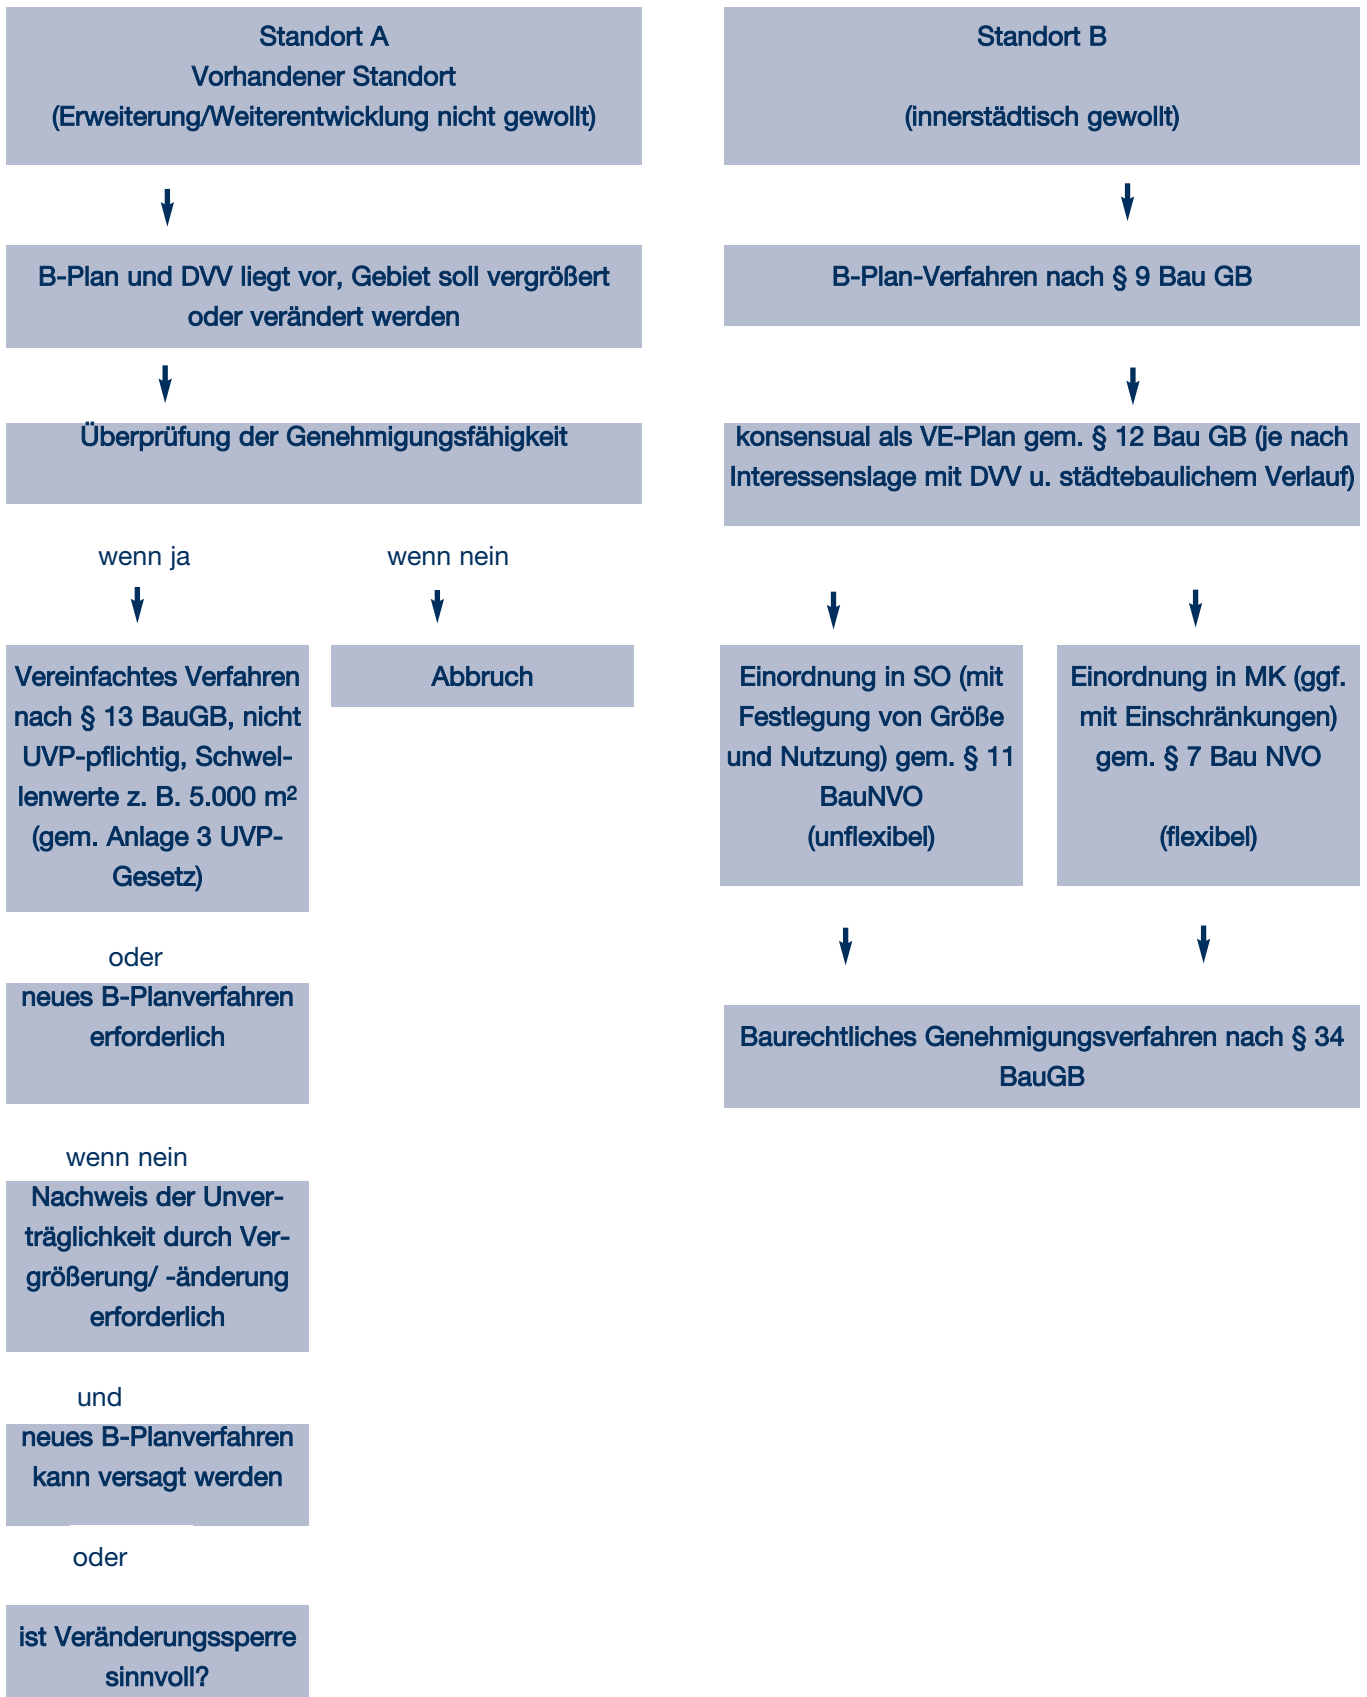 Standort A
Vorhandener Standort
(Erweiterung/Weiterentwicklung nicht gewollt)
B-Plan und DVV liegt vor, Gebiet soll vergrößert
oder verändert werden
Überprüfung der Genehmigungsfähigkeit
wenn ja
wenn nein
Vereinfachtes Verfahren
nach § 13 BauGB, nicht
UVP-pflichtig, Schwel-
lenwerte z. B. 5.000 m²
(gem. Anlage 3 UVP-
Gesetz)
Abbruch
oder
neues B-Planverfahren
erforderlich
wenn nein
Nachweis der Unver-
träglichkeit durch Ver-
größerung/ -änderung
erforderlich
und
neues B-Planverfahren
kann versagt werden
oder
ist Veränderungssperre
sinnvoll?
Standort B
(innerstädtisch gewollt)
B-Plan-Verfahren nach § 9 Bau GB
konsensual als VE-Plan gem. § 12 Bau GB (je nach
Interessenslage mit DVV u. städtebaulichem Verlauf)
Einordnung in SO (mit
Festlegung von Größe
und Nutzung) gem. § 11
BauNVO
(unflexibel)
Einordnung in MK (ggf.
mit Einschränkungen)
gem. § 7 Bau NVO
(flexibel)
Baurechtliches Genehmigungsverfahren nach § 34
BauGB